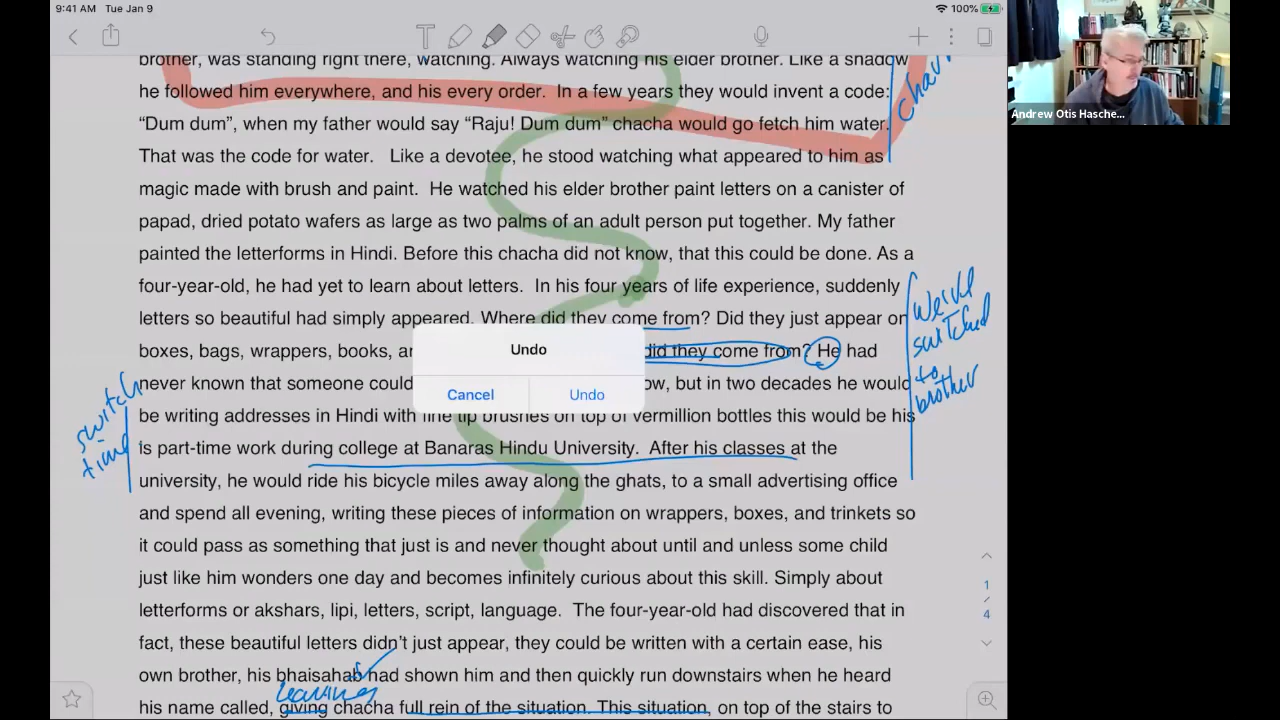 9:41 AM Tue Jan 9
100%
brother, was standing right there, watching. Always watching his elder brother. Like a shadow
he followed him everywhere, and his every order. In a few years they would invent a code:
“Dum dum”, when my father would say “Raju! Dum dum” chacha would go fetch him water.
That was the code for water. Like a devotee, he stood watching what appeared to him as
magic made with brush and paint. He watched his elder brother paint letters on a canister of
papad, dried potato wafers as large as two palms of an adult person put together. My father
painted the letterforms in Hindi. Before this chacha did not know, that this could be done. As a
four-year-old, he had yet to learn about letters. In his four years of life experience, suddenly
letters so beautiful had simply appeared. Where did they come from? Did they just appear on
boxes, bags, wrappers, books, did they come from? He had
never known that someone could but in two decades he would
be writing addresses in Hindi with fine tip brushes on top of vermillion bottles this would be his
is part-time work during college at Banaras Hindu University. After his classes at the
university, he would ride his bicycle miles away along the ghats, to a small advertising office
and spend all evening, writing these pieces of information on wrappers, boxes, and trinkets so
it could pass as something that just is and never thought about until and unless some child
just like him wonders one day and becomes infinitely curious about this skill. Simply about
letterforms or akshars, lipi, letters, script, language. The four-year-old had discovered that in
fact, these beautiful letters didn’t just appear, they could be written with a certain ease, his
own brother, his bhaisahab had shown him and then quickly run downstairs when he heard
his name called, giving chacha full rein of the situation. This situation, on top of the stairs to
Undo
Cancel Undo
switch
time
weird
switched
to
brother
leaving
1
/
4
Andrew Otis Hasche...